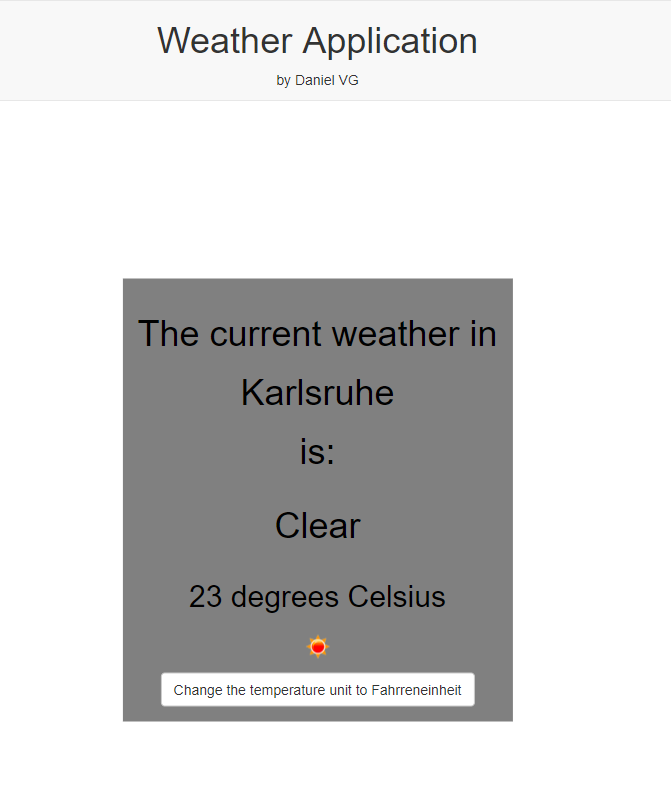 Weather Application
by Daniel VG
The current weather in
Karlsruhe
is:
Clear
23 degrees Celsius
Change the temperature unit to Fahrreneinheit